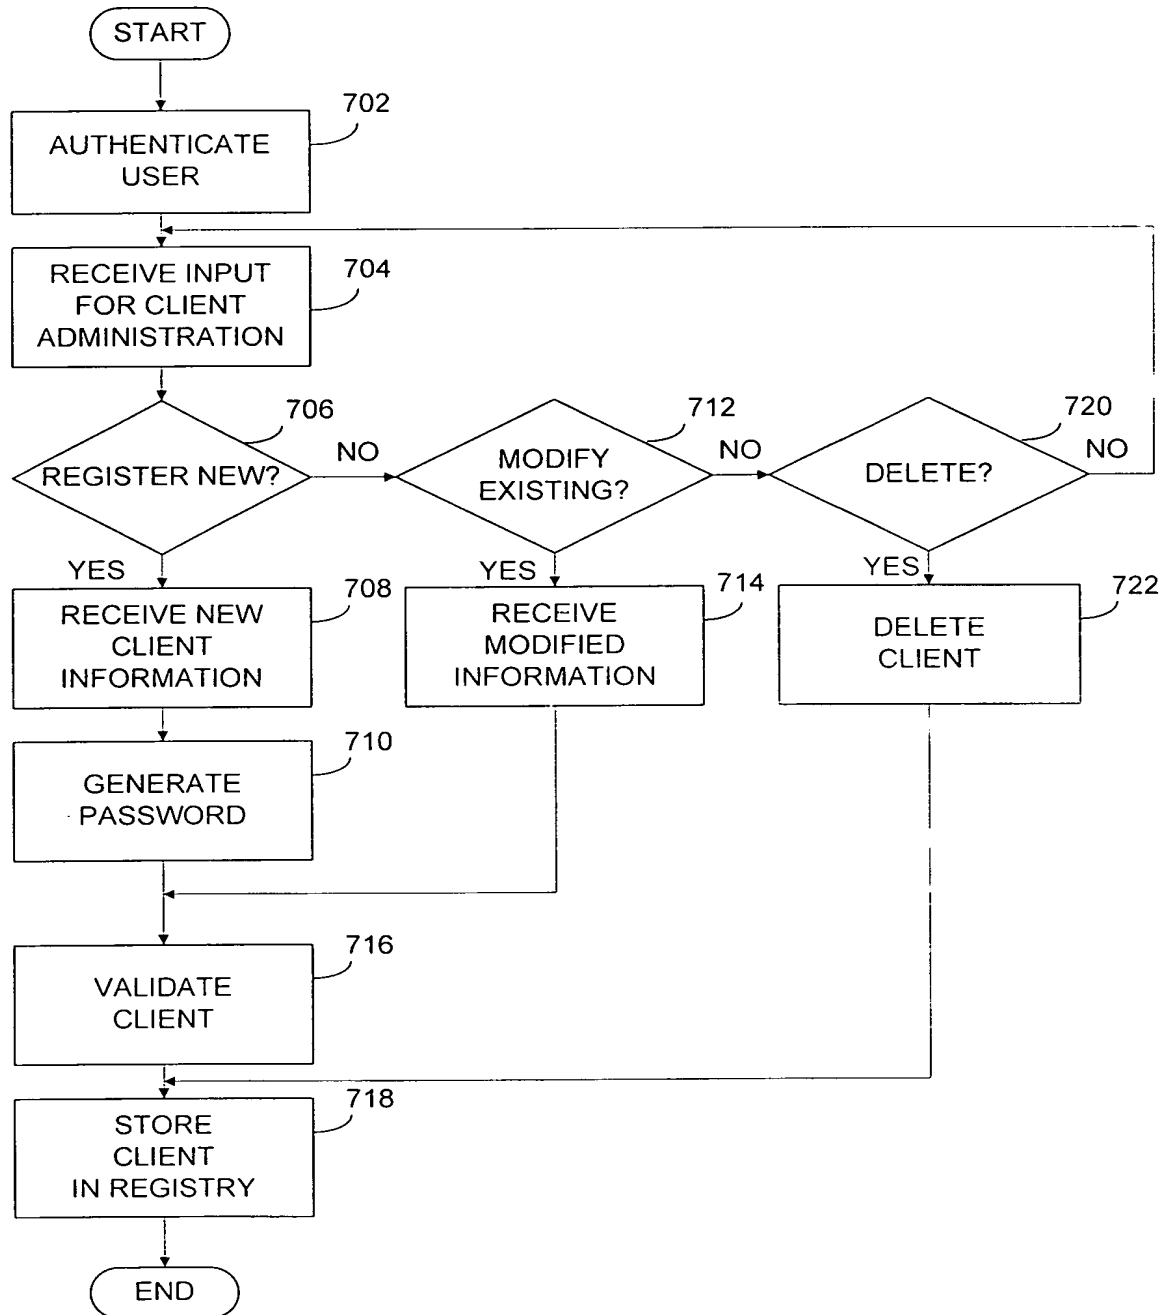 START
702
AUTHENTICATE
USER
704
RECEIVE INPUT
FOR CLIENT
ADMINISTRATION
706
REGISTER NEW?
NO
712
MODIFY
EXISTING?
NO
720
DELETE?
NO
YES
708
RECEIVE NEW
CLIENT
INFORMATION
YES
714
RECEIVE
MODIFIED
INFORMATION
YES
722
DELETE
CLIENT
710
GENERATE
PASSWORD
716
VALIDATE
CLIENT
718
STORE
CLIENT
IN REGISTRY
END